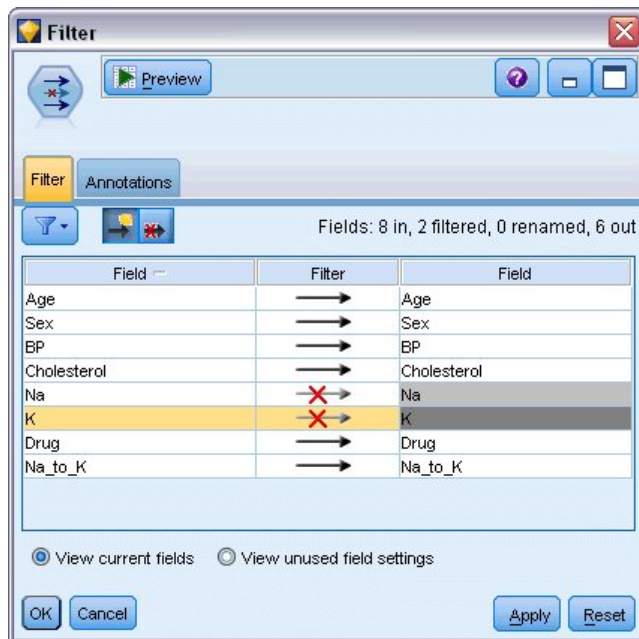 Filter
Preview
Filter
Annotations
Fields: 8 in, 2 filtered, 0 renamed, 6 out
Field Filter Field
Age Age
Sex Sex
BP BP
Cholesterol Cholesterol
Na Na
K K
Drug Drug
Na_to_K Na_to_K
View current fields View unused field settings
OK Cancel Apply Reset